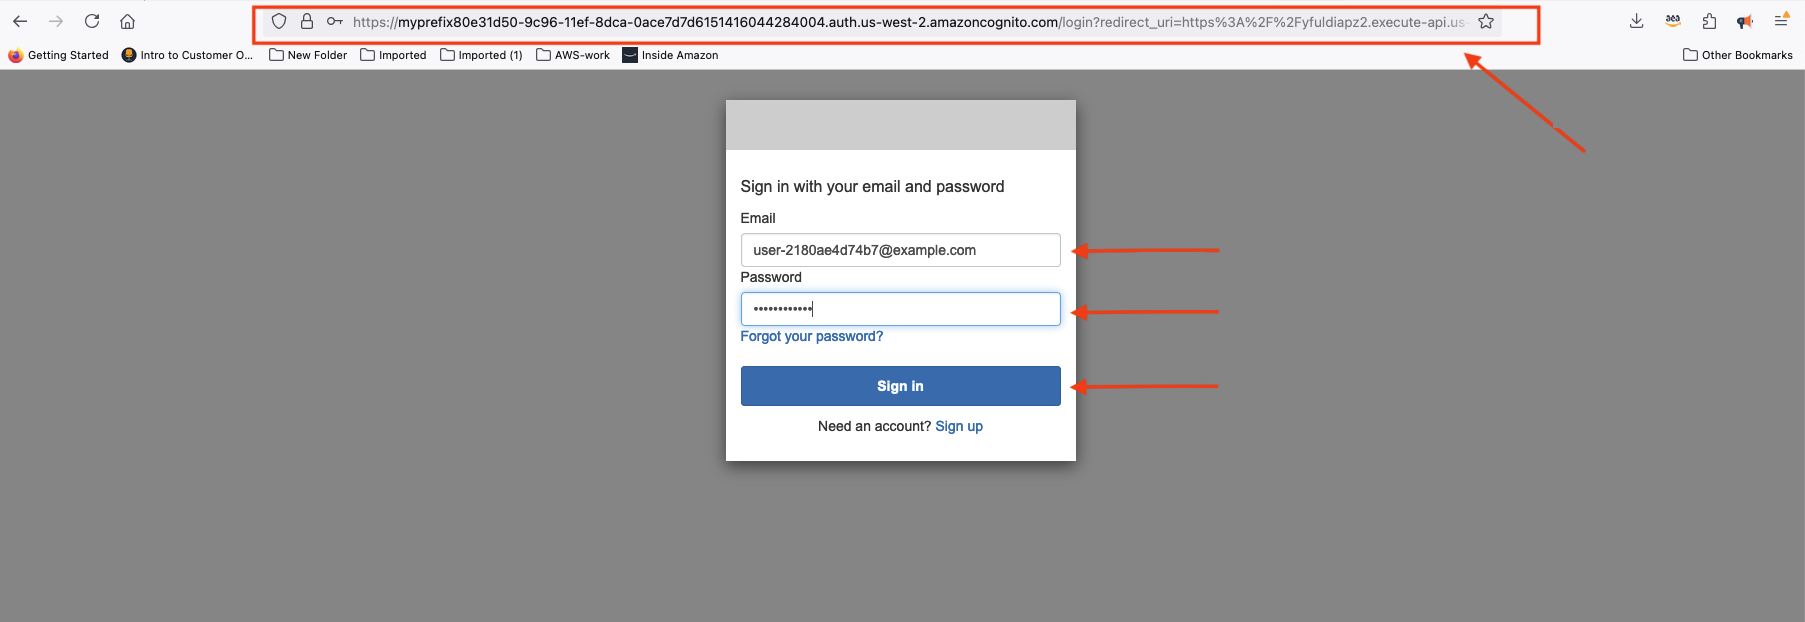 https://myprefix80e31d50-9c96-11ef-8dca-0ace7d7d6151416044284004.auth.us-west-2.amazoncognito.com/login?redirect_uri=https%3A%2F%2Fyfuldiapz2.execute-api.us-
Getting Started Intro to Customer O... New Folder Imported Imported (1) AWS-work Inside Amazon Other Bookmarks
Sign in with your email and password
Email
user-2180ae4d74b7@example.com
Password
••••••••••••
Forgot your password?
Sign in
Need an account? Sign up